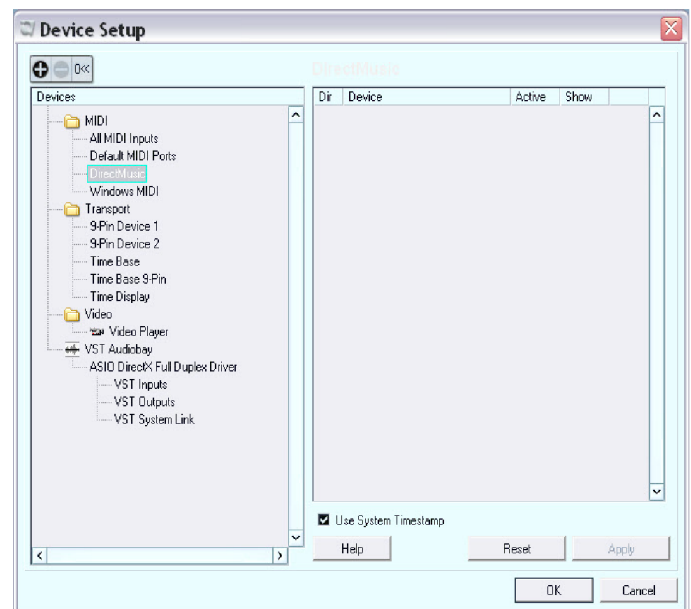 Device Setup
0<<
DirectMusic
Devices
Dir Device Active Show
MIDI
All MIDI Inputs
Default MIDI Ports
DirectMusic
Windows MIDI
Transport
9-Pin Device 1
9-Pin Device 2
Time Base
Time Base 9-Pin
Time Display
Video
Video Player
VST Audiobay
ASIO DirectX Full Duplex Driver
VST Inputs
VST Outputs
VST System Link
Use System Timestamp
Help Reset Apply
OK Cancel